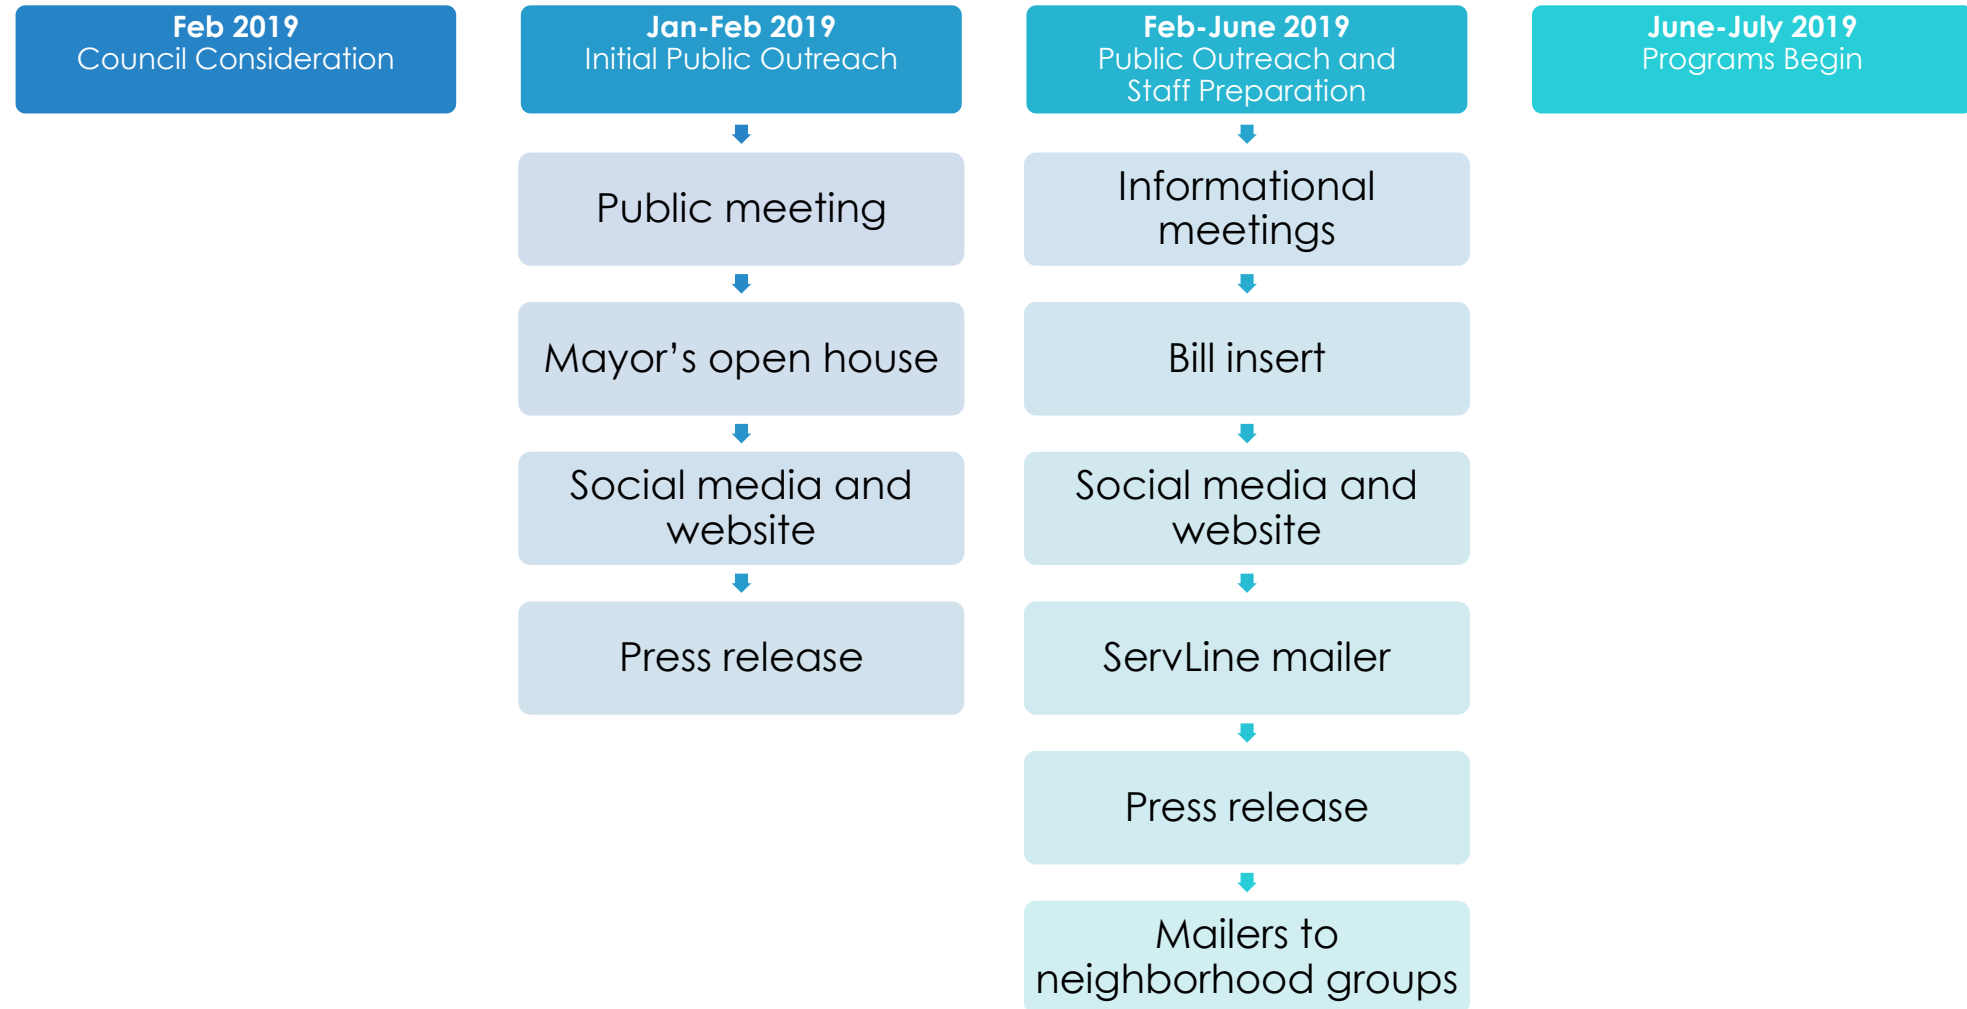 Feb 2019
Council Consideration
Jan-Feb 2019
Initial Public Outreach
Public meeting
Mayor’s open house
Social media and
website
Press release
Feb-June 2019
Public Outreach and
Staff Preparation
Informational
meetings
Bill insert
Social media and
website
ServLine mailer
Press release
Mailers to
neighborhood groups
June-July 2019
Programs Begin